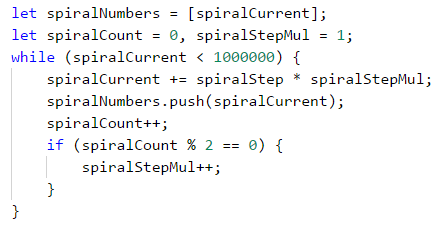 let spiralNumbers = [spiralCurrent];
let spiralCount = 0, spiralStepMul = 1;
while (spiralCurrent < 1000000) {
    spiralCurrent += spiralStep * spiralStepMul;
    spiralNumbers.push(spiralCurrent);
    spiralCount++;
    if (spiralCount % 2 == 0) {
        spiralStepMul++;
    }
}